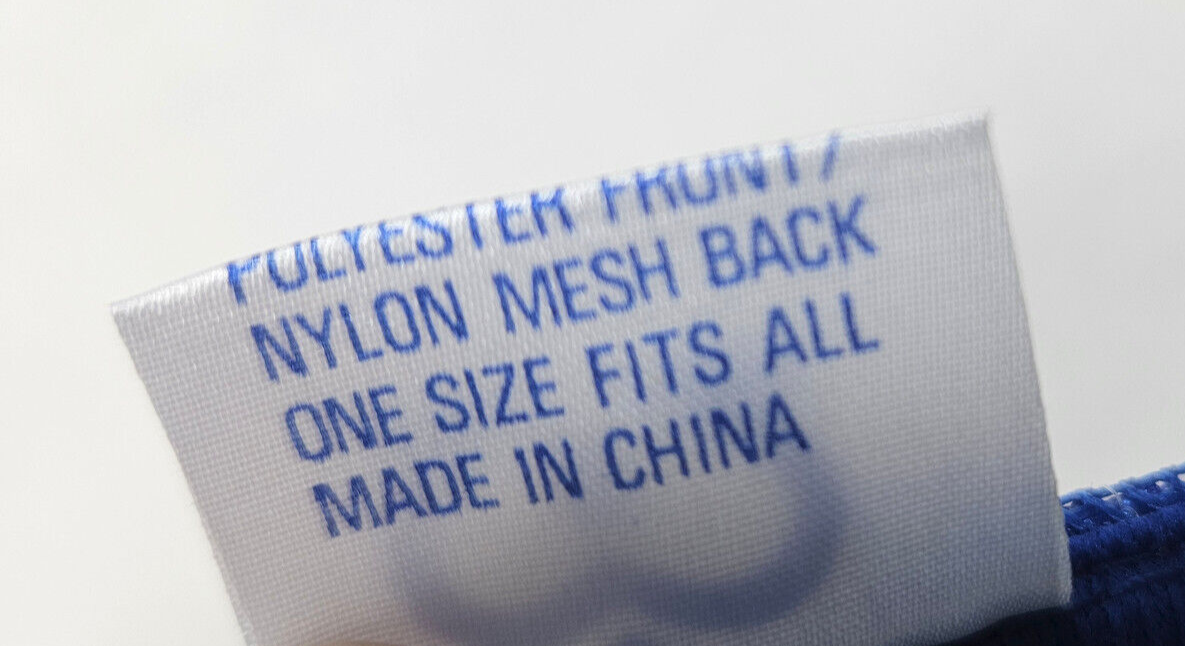 POLYESTER FRONT/
NYLON MESH BACK
ONE SIZE FITS ALL
MADE IN CHINA